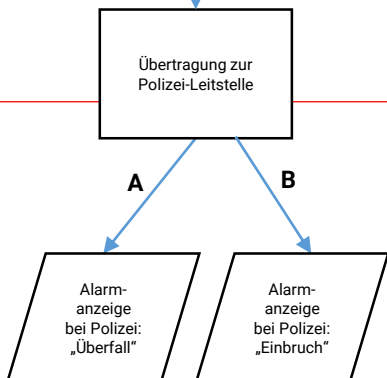 Übertragung zur
Polizei-Leitstelle
A
B
Alarm-
anzeige
bei Polizei:
„Überfall“
Alarm-
anzeige
bei Polizei:
„Einbruch“